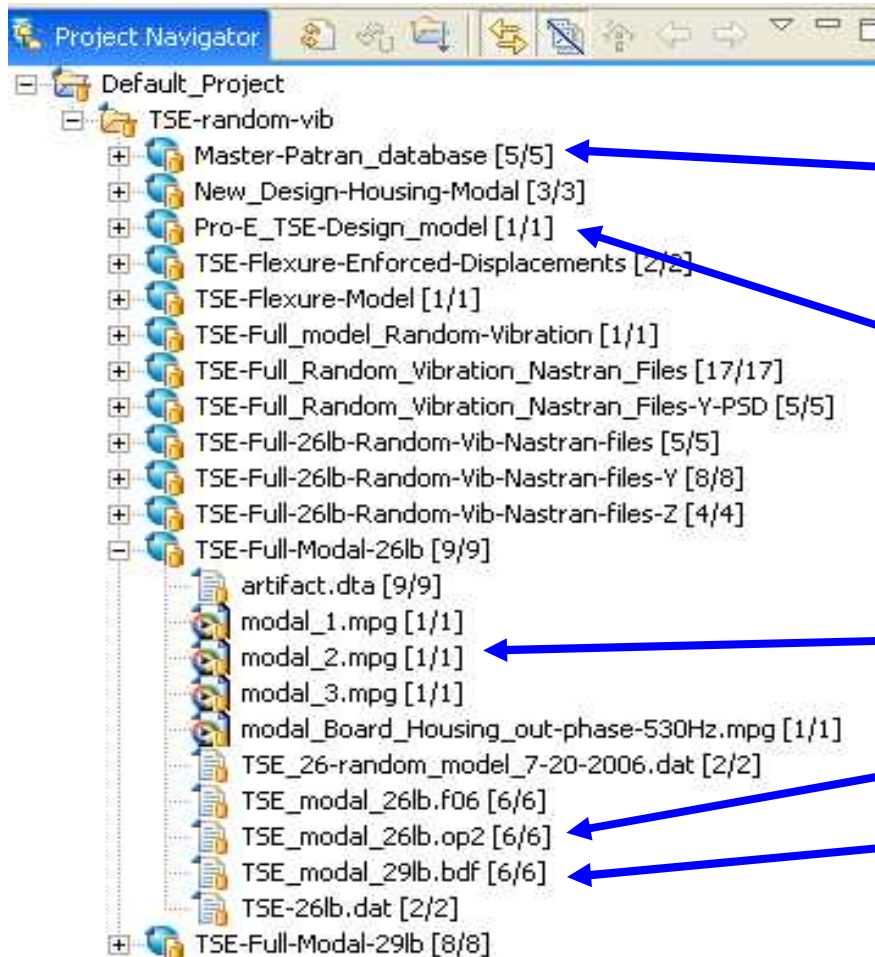 Project Navigator
Default_Project
TSE-random-vib
Master-Patran_database [5/5]
New_Design-Housing-Modal [3/3]
Pro-E_TSE-Design_model [1/1]
TSE-Flexure-Enforced-Displacements [2/2]
TSE-Flexure-Model [1/1]
TSE-Full_model_Random-Vibration [1/1]
TSE-Full_Random_Vibration_Nastran_Files [17/17]
TSE-Full_Random_Vibration_Nastran_Files-Y-PSD [5/5]
TSE-Full-26lb-Random-Vib-Nastran-files [5/5]
TSE-Full-26lb-Random-Vib-Nastran-files-Y [8/8]
TSE-Full-26lb-Random-Vib-Nastran-files-Z [4/4]
TSE-Full-Modal-26lb [9/9]
artifact.dta [9/9]
modal_1.mpg [1/1]
modal_2.mpg [1/1]
modal_3.mpg [1/1]
modal_Board_Housing_out-phase-530Hz.mpg [1/1]
TSE_26-random_model_7-20-2006.dat [2/2]
TSE_modal_26lb.f06 [6/6]
TSE_modal_26lb.op2 [6/6]
TSE_modal_29lb.bdf [6/6]
TSE-26lb.dat [2/2]
TSE-Full-Modal-29lb [8/8]